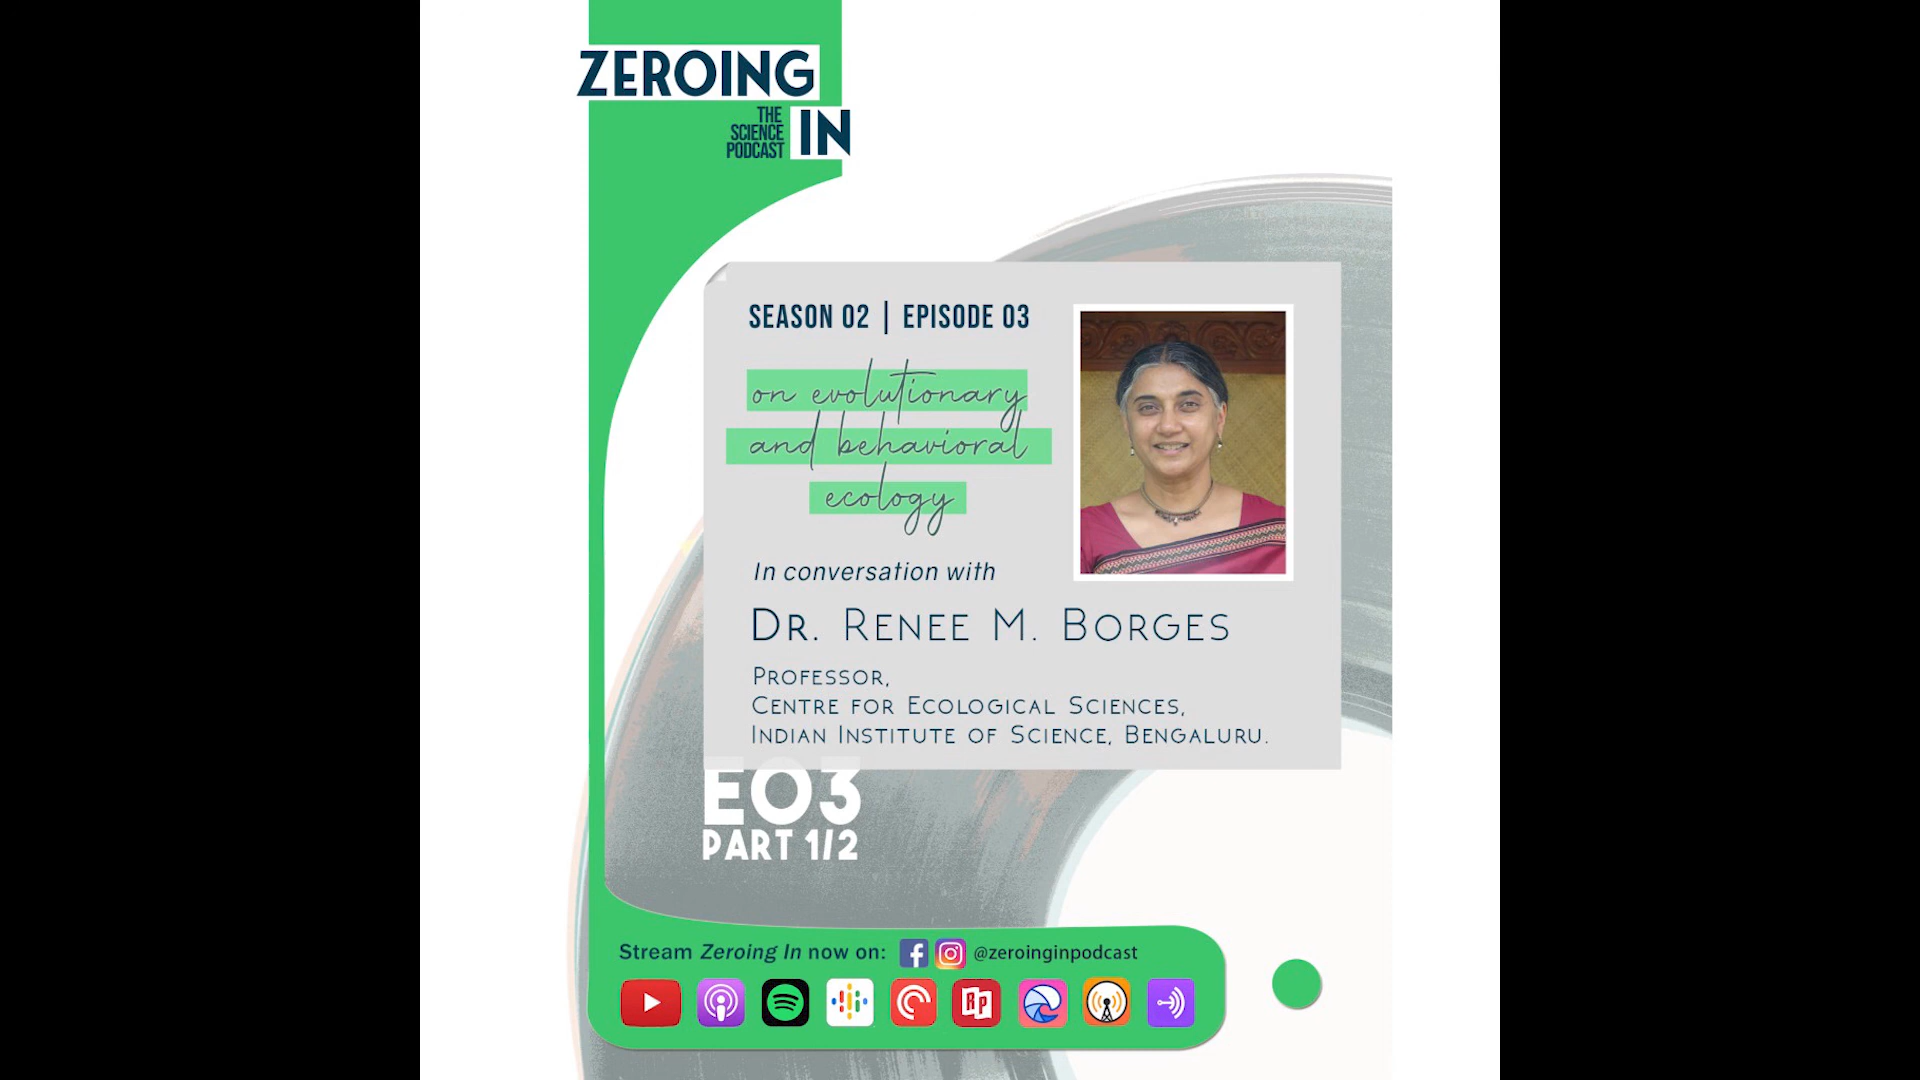 ZEROING
THE
SCIENCE
PODCAST
IN
SEASON 02 | EPISODE 03
on evolutionary
and behavioral
ecology
In conversation with
DR. RENEE M. BORGES
PROFESSOR,
CENTRE FOR ECOLOGICAL SCIENCES,
INDIAN INSTITUTE OF SCIENCE, BENGALURU.
E03
PART 1/2
Stream Zeroing In now on: @zeroinginpodcast
RP